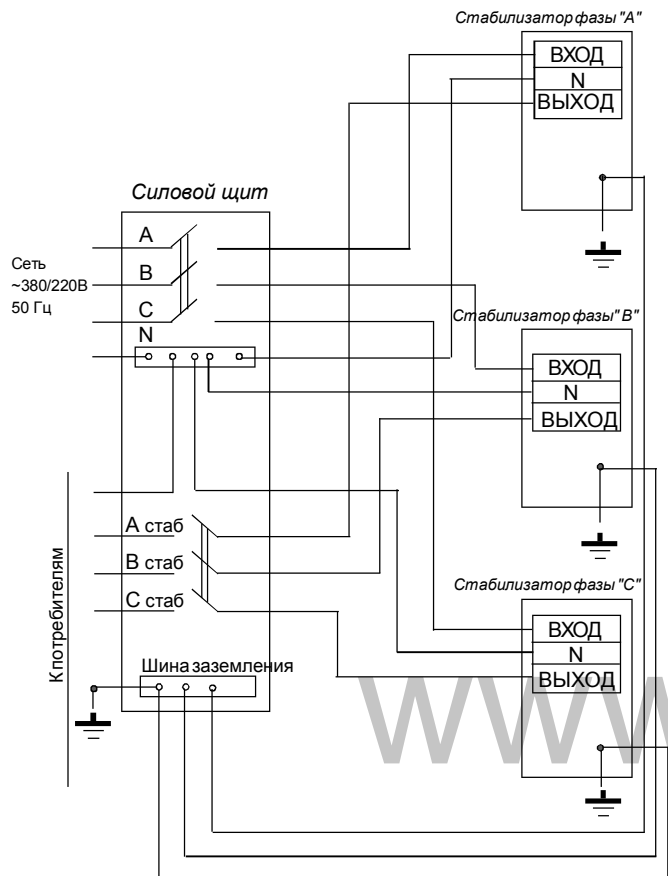 Стабилизатор фазы "А"
ВХОД
N
ВЫХОД
Силовой щит
А
В
С
N
Сеть
~380/220В
50 Гц
Стабилизатор фазы" В"
ВХОД
N
ВЫХОД
А стаб
В стаб
С стаб
К потребителям
Стабилизатор фазы "С"
ВХОД
N
ВЫХОД
Шина заземления
www